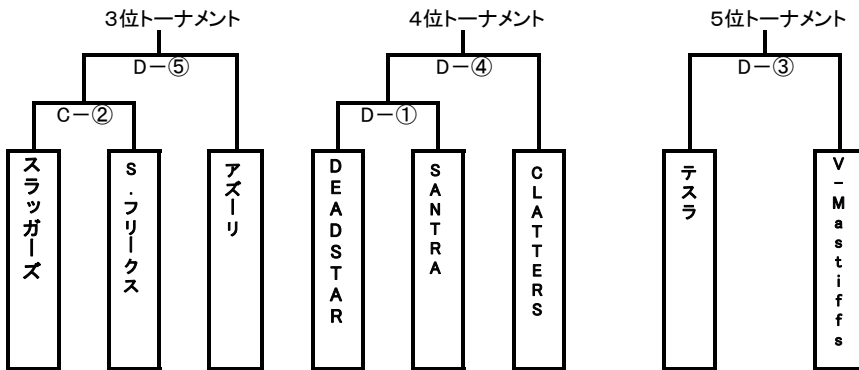 3位トーナメント
4位トーナメント
5位トーナメント
D－⑤
D－④
D－③
C－②
D－①
スラッガーズ
S．フリークス
アズーリ
DEADSTAR
SANTRA
CLATTERS
テスラ
V－Mastiffs